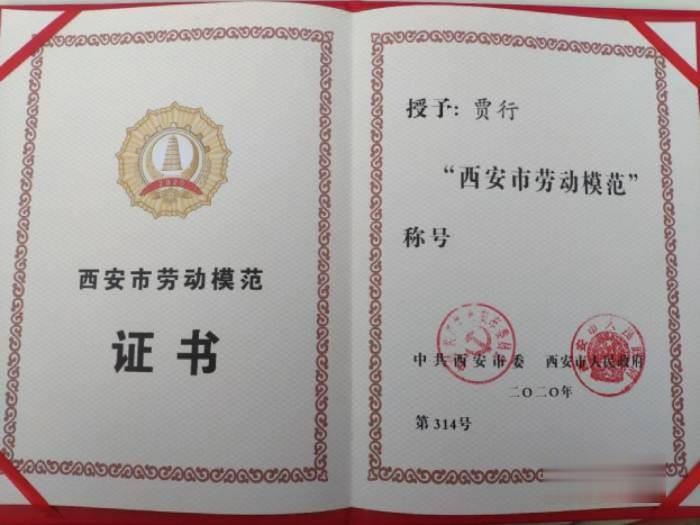 2020
西安市劳动模范
证书
授予：贾行
“西安市劳动模范”
称号
中共西安市委 西安市人民政府
二〇二〇年
第314号